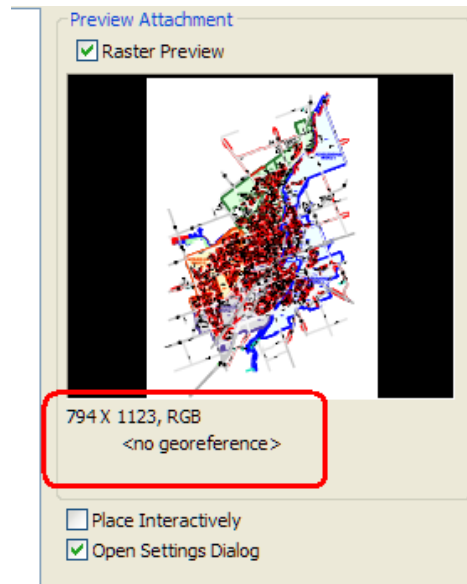 Preview Attachment
Raster Preview
794 X 1123, RGB
<no georeference>
Place Interactively
Open Settings Dialog